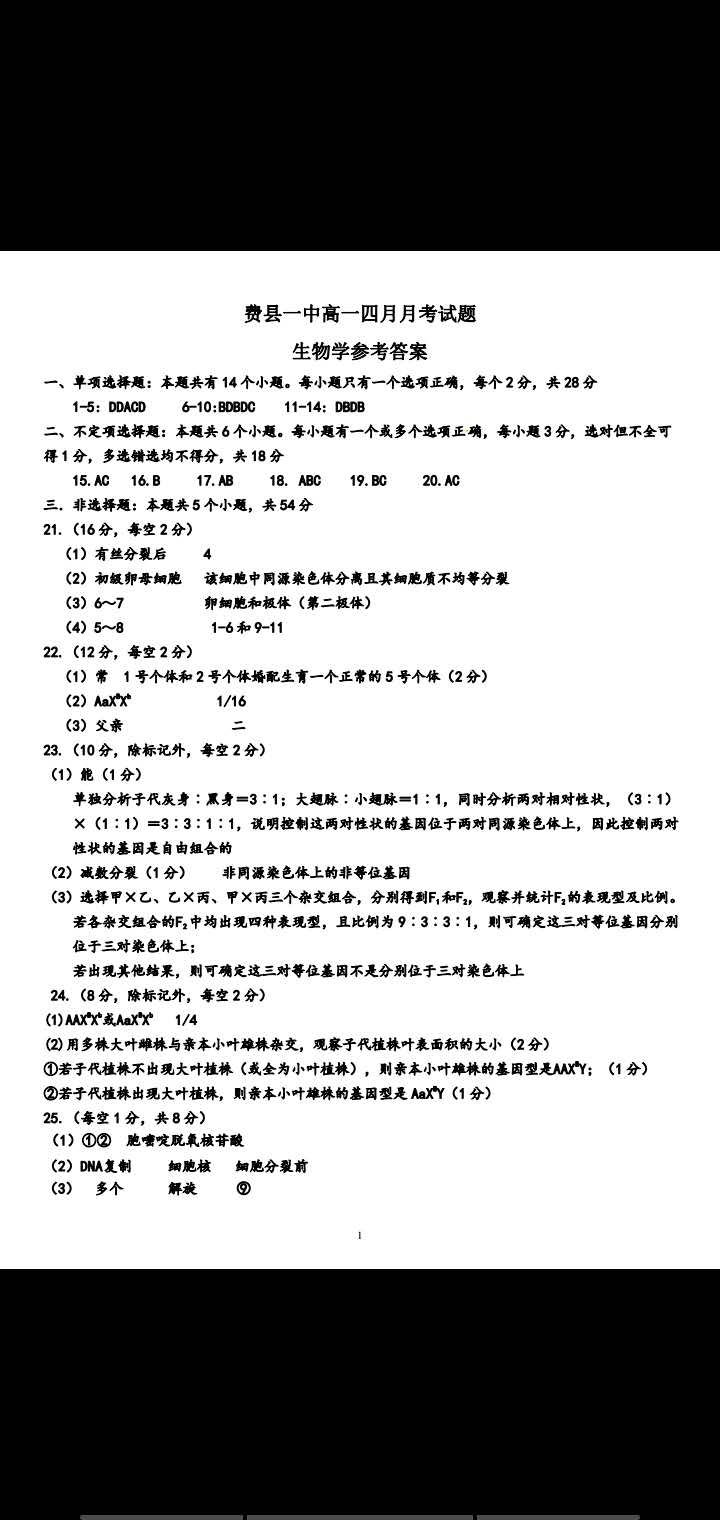 费县一中高一四月月考试题
生物学参考答案
一、单项选择题：本题共有 14 个小题。每小题只有一个选项正确，每个 2 分，共 28 分
1-5: DDACD 6-10:BDBDC 11-14: DBDB
二、不定项选择题：本题共 6 个小题。每小题有一个或多个选项正确，每小题 3 分，选对但不全可
得 1 分，多选错选均不得分，共 18 分
15.AC 16.B 17.AB 18. ABC 19.BC 20.AC
三．非选择题：本题共 5 个小题，共 54 分
21.（16 分，每空 2 分）
（1）有丝分裂后 4
（2）初级卵母细胞 该细胞中同源染色体分离且其细胞质不均等分裂
（3）6～7 卵细胞和极体（第二极体）
（4）5～8 1-6 和 9-11
22.（12 分，每空 2 分）
（1）常 1 号个体和 2 号个体婚配生育一个正常的 5 号个体（2 分）
（2）AaXᴮXᵇ 1/16
（3）父亲 二
23.（10 分，除标记外，每空 2 分）
（1）能（1 分）
单独分析子代灰身∶黑身＝3∶1；大翅脉∶小翅脉＝1∶1，同时分析两对相对性状，（3∶1）
×（1∶1）＝3∶3∶1∶1，说明控制这两对性状的基因位于两对同源染色体上，因此控制两对
性状的基因是自由组合的
（2）减数分裂（1 分） 非同源染色体上的非等位基因
（3）选择甲×乙、乙×丙、甲×丙三个杂交组合，分别得到F₁和F₂，观察并统计F₂的表现型及比例。
若各杂交组合的F₂中均出现四种表现型，且比例为 9∶3∶3∶1，则可确定这三对等位基因分别
位于三对染色体上；
若出现其他结果，则可确定这三对等位基因不是分别位于三对染色体上
24.（8 分，除标记外，每空 2 分）
(1)AAXᴮXᵇ或AaXᴮXᵇ 1/4
(2)用多株大叶雌株与亲本小叶雄株杂交，观察子代植株叶表面积的大小（2 分）
①若子代植株不出现大叶植株（或全为小叶植株），则亲本小叶雄株的基因型是AAXᴮY；（1 分）
②若子代植株出现大叶植株，则亲本小叶雄株的基因型是 AaXᴮY（1 分）
25.（每空 1 分，共 8 分）
（1）①② 胞嘧啶脱氧核苷酸
（2）DNA复制 细胞核 细胞分裂前
（3） 多个 解旋 ⑨
1